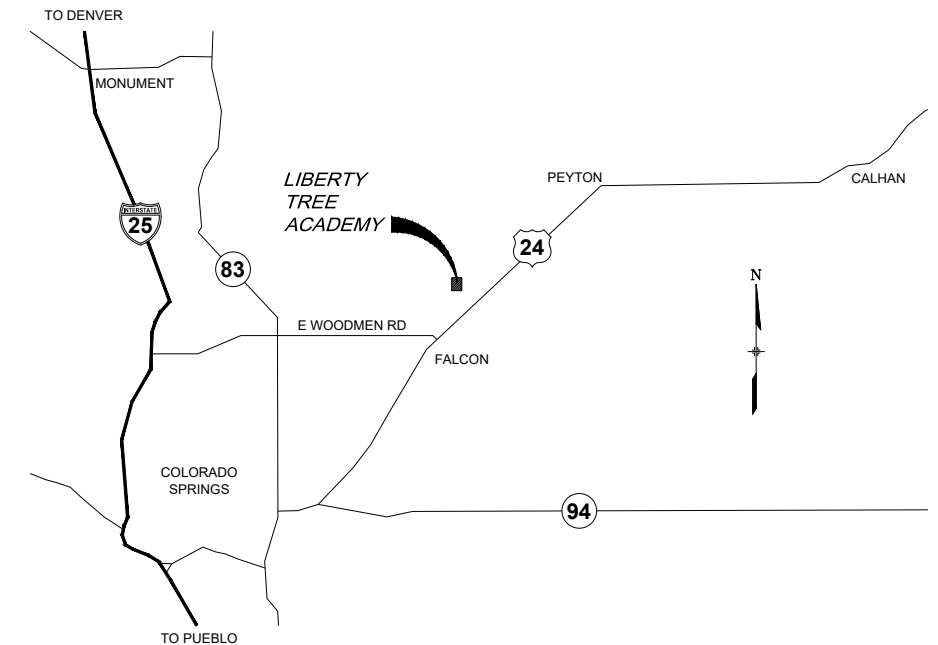 TO DENVER
MONUMENT
LIBERTY
TREE
ACADEMY
PEYTON
CALHAN
INTERSTATE
25
24
83
N
E WOODMEN RD
FALCON
COLORADO
SPRINGS
94
TO PUEBLO